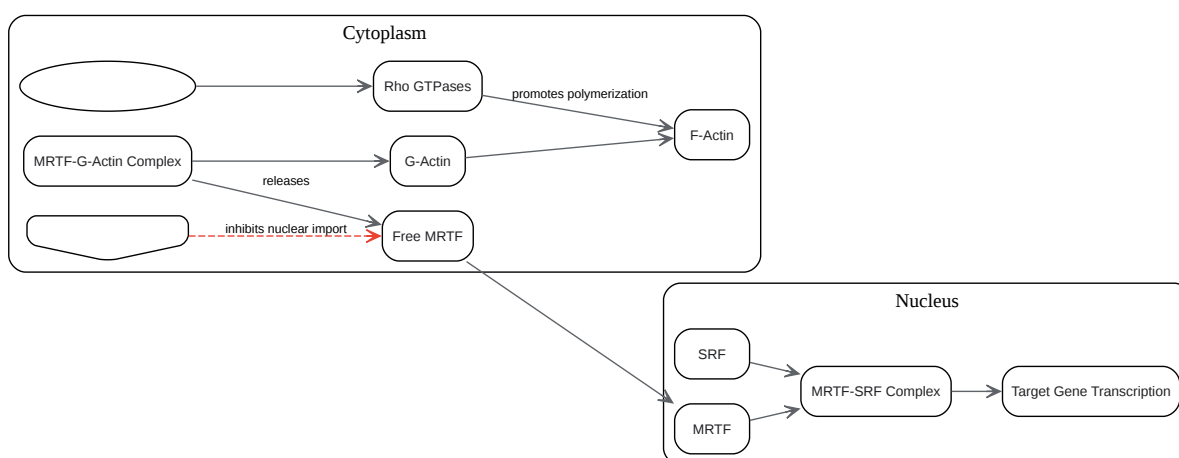 Cytoplasm
Rho GTPases
promotes polymerization
F-Actin
MRTF-G-Actin Complex
G-Actin
releases
inhibits nuclear import
Free MRTF
Nucleus
SRF
MRTF-SRF Complex
Target Gene Transcription
MRTF